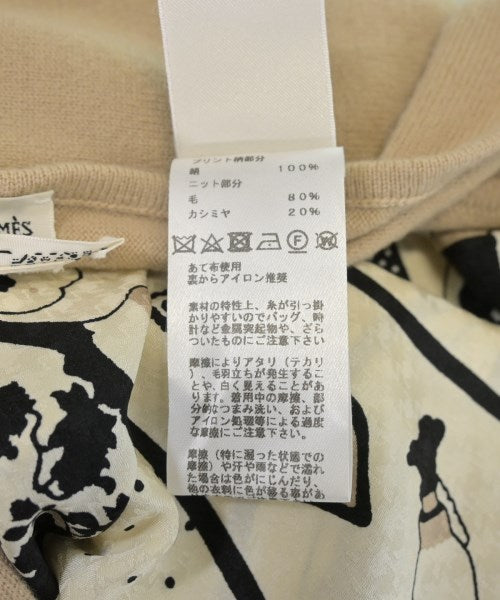 プリント柄部分
絹 100%
ニット部分
毛 80%
カシミヤ 20%
あて布使用
裏からアイロン推奨
素材の特性上、糸が引っ掛
かりやすいのでバッグ、時
計など金属突起物や、ざら
ついたものにご注意下さい
摩擦によりアタリ(テカリ
)、毛羽立ちが発生するこ
とや、白く見えることがあ
ります。着用中の摩擦、部
分的なつまみ洗い、および
アイロン処理等による過度
な摩擦にご注意下さい。
摩擦(特に湿った状態での
摩擦)や汗や雨などで濡れ
た場合は色がにじんだり、
他の衣料に色が移る事があ
MÈS